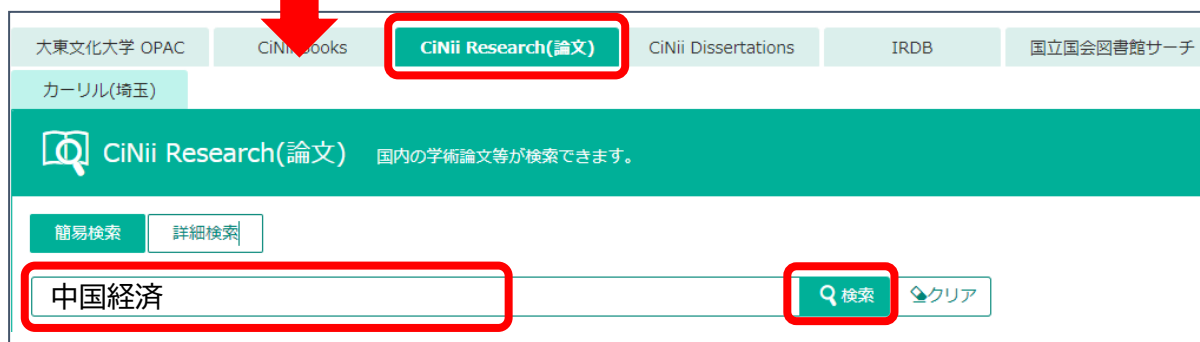 大東文化大学 OPAC CiNii Books CiNii Research(論文) CiNii Dissertations IRDB 国立国会図書館サーチ
カーリル(埼玉)
CiNii Research(論文) 国内の学術論文等が検索できます。
簡易検索 詳細検索
中国経済 検索 クリア